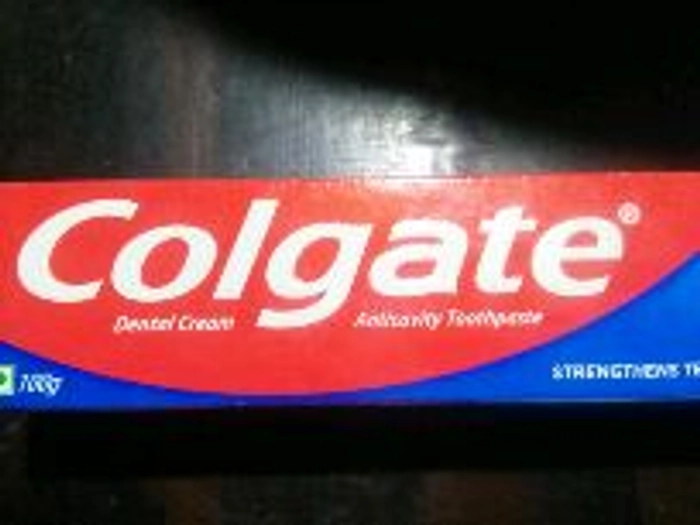 Colgate®
Dental Cream Anticavity Toothpaste
100g
STRENGTHENS